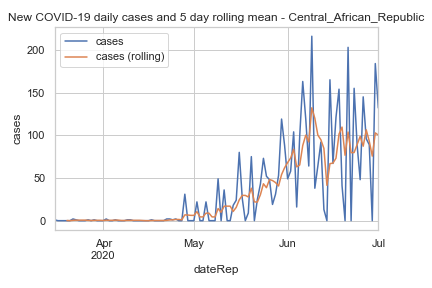 New COVID-19 daily cases and 5 day rolling mean - Central_African_Republic
cases
cases (rolling)
200
150
100
50
0
cases
Apr
2020
May
Jun
Jul
dateRep